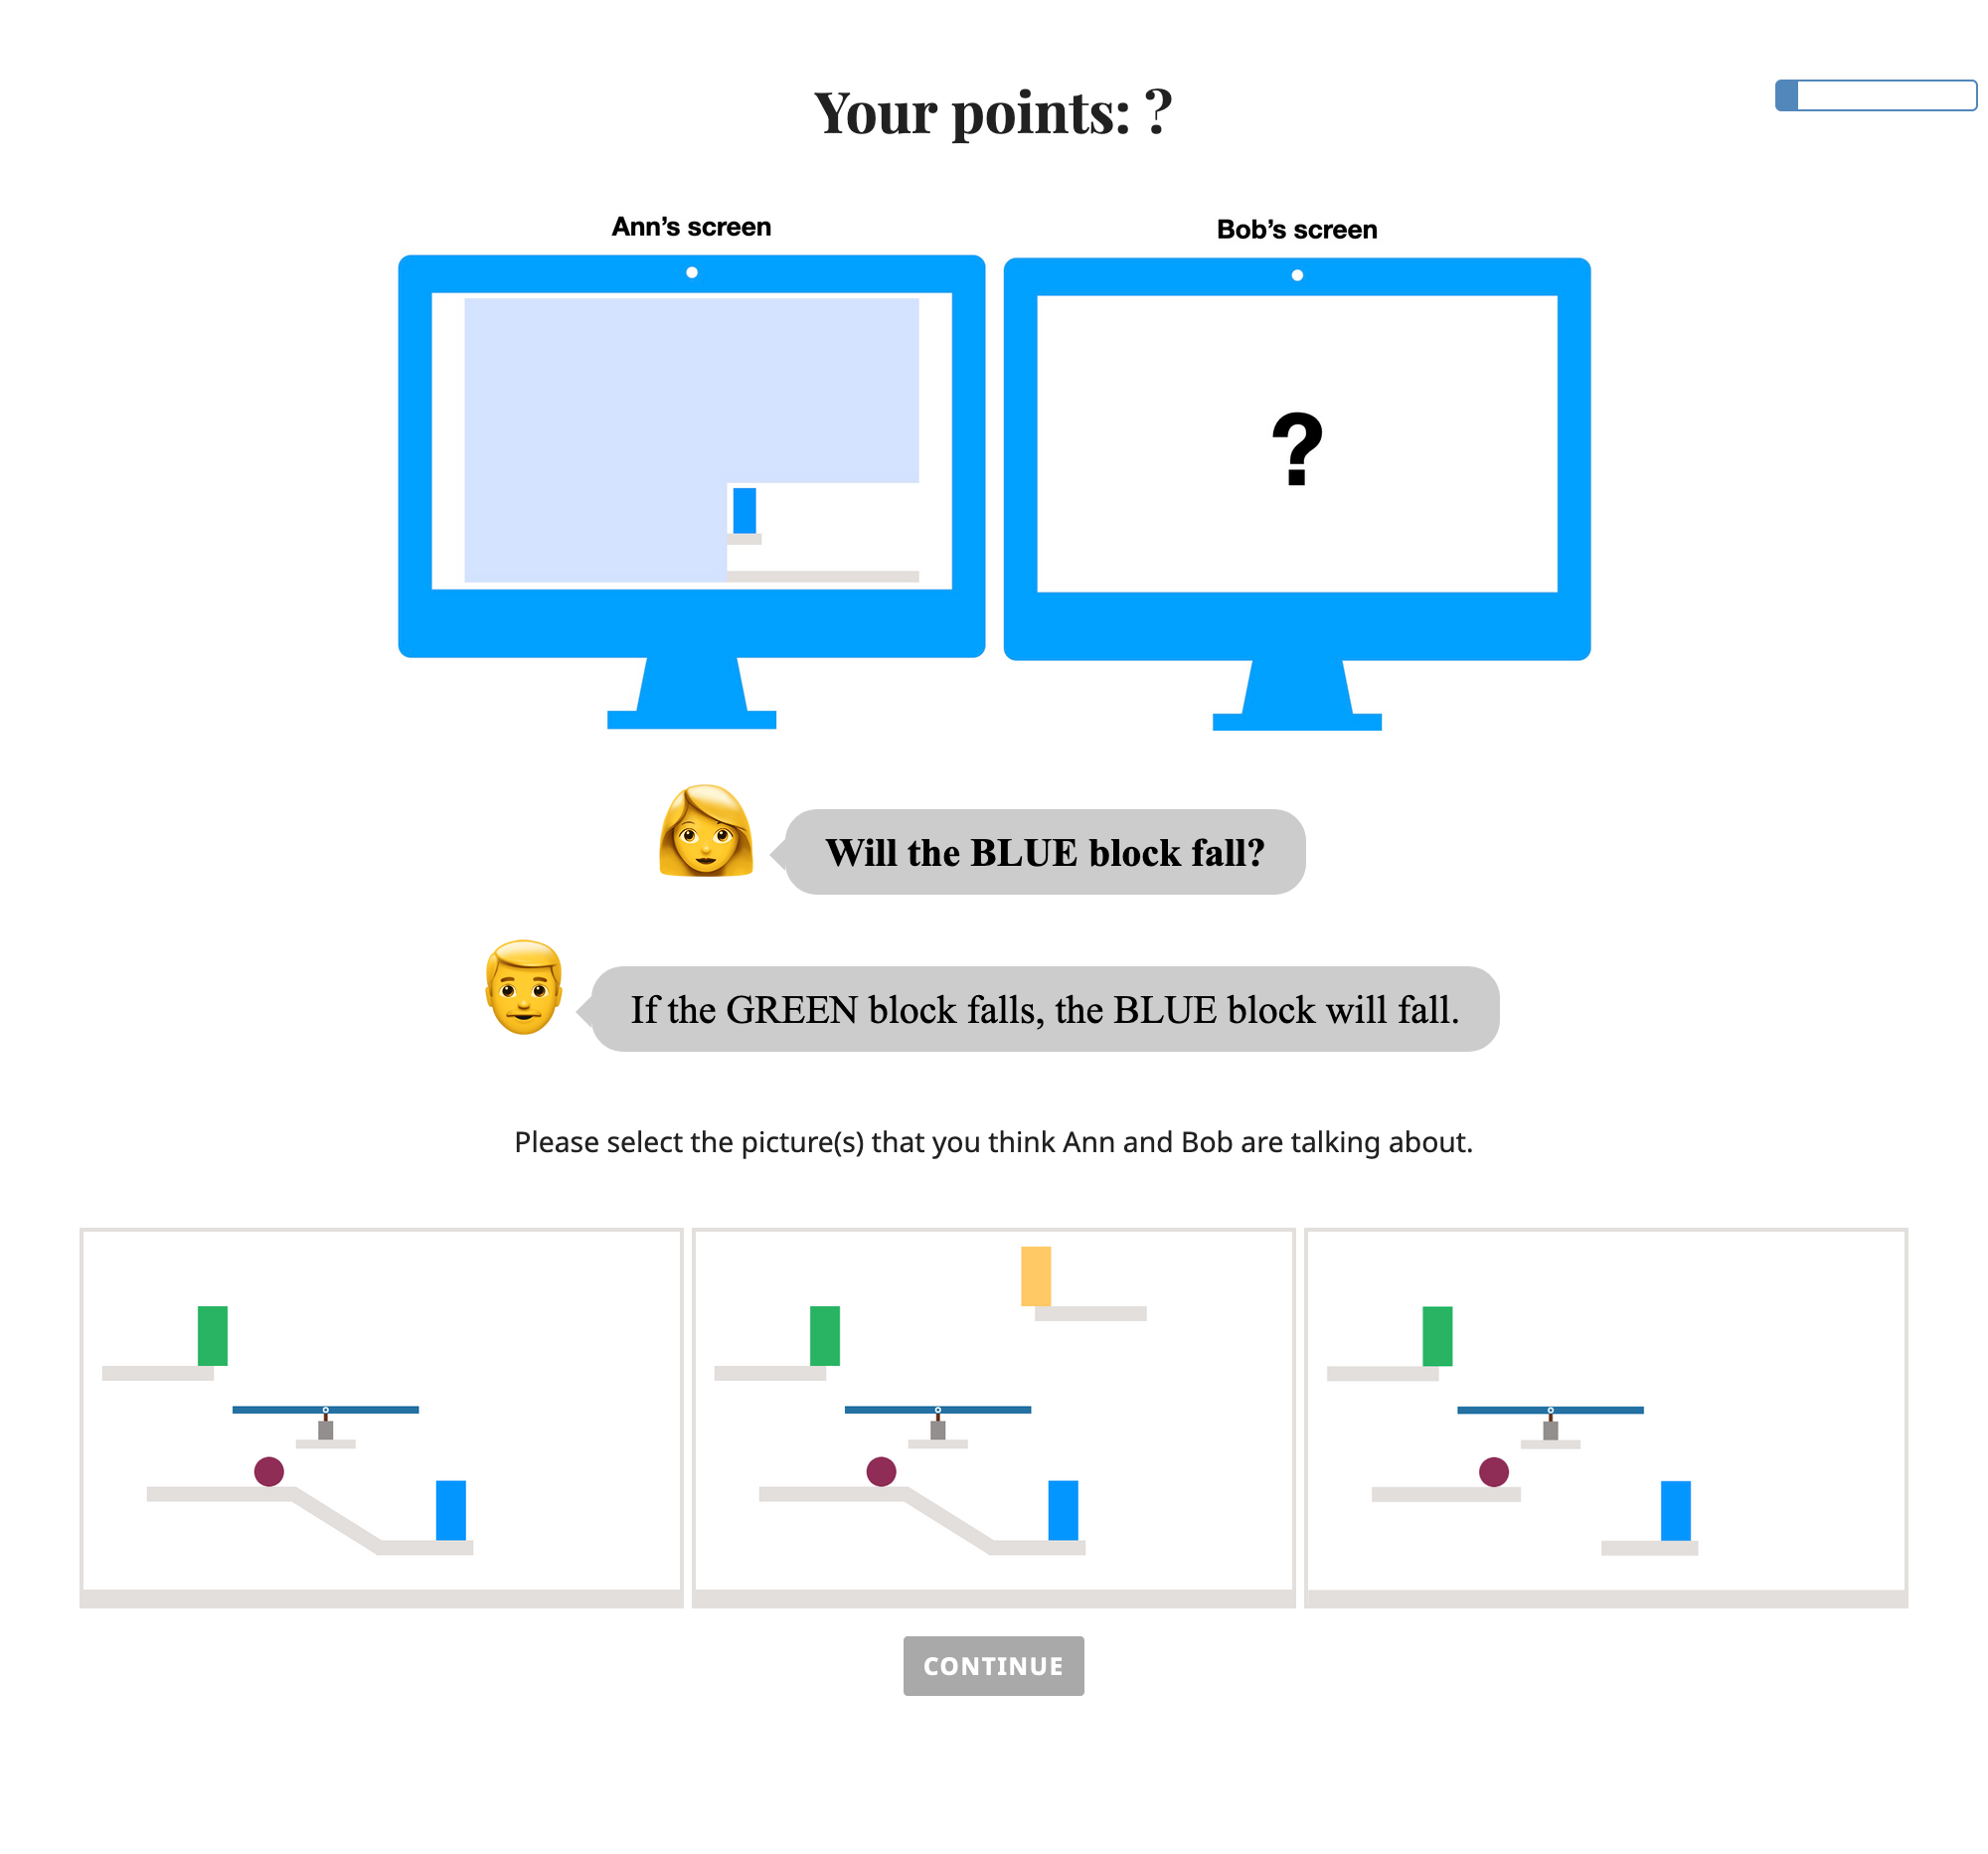 Your points: ?
Ann’s screen
Bob’s screen
?
Will the BLUE block fall?
If the GREEN block falls, the BLUE block will fall.
Please select the picture(s) that you think Ann and Bob are talking about.
CONTINUE